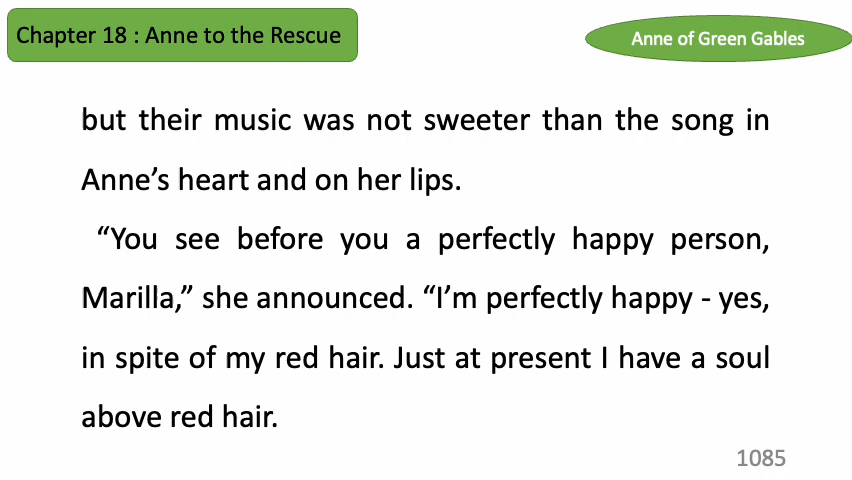 Chapter 18 : Anne to the Rescue
Anne of Green Gables
but their music was not sweeter than the song in
Anne’s heart and on her lips.
“You see before you a perfectly happy person,
Marilla,” she announced. “I’m perfectly happy - yes,
in spite of my red hair. Just at present I have a soul
above red hair.
1085